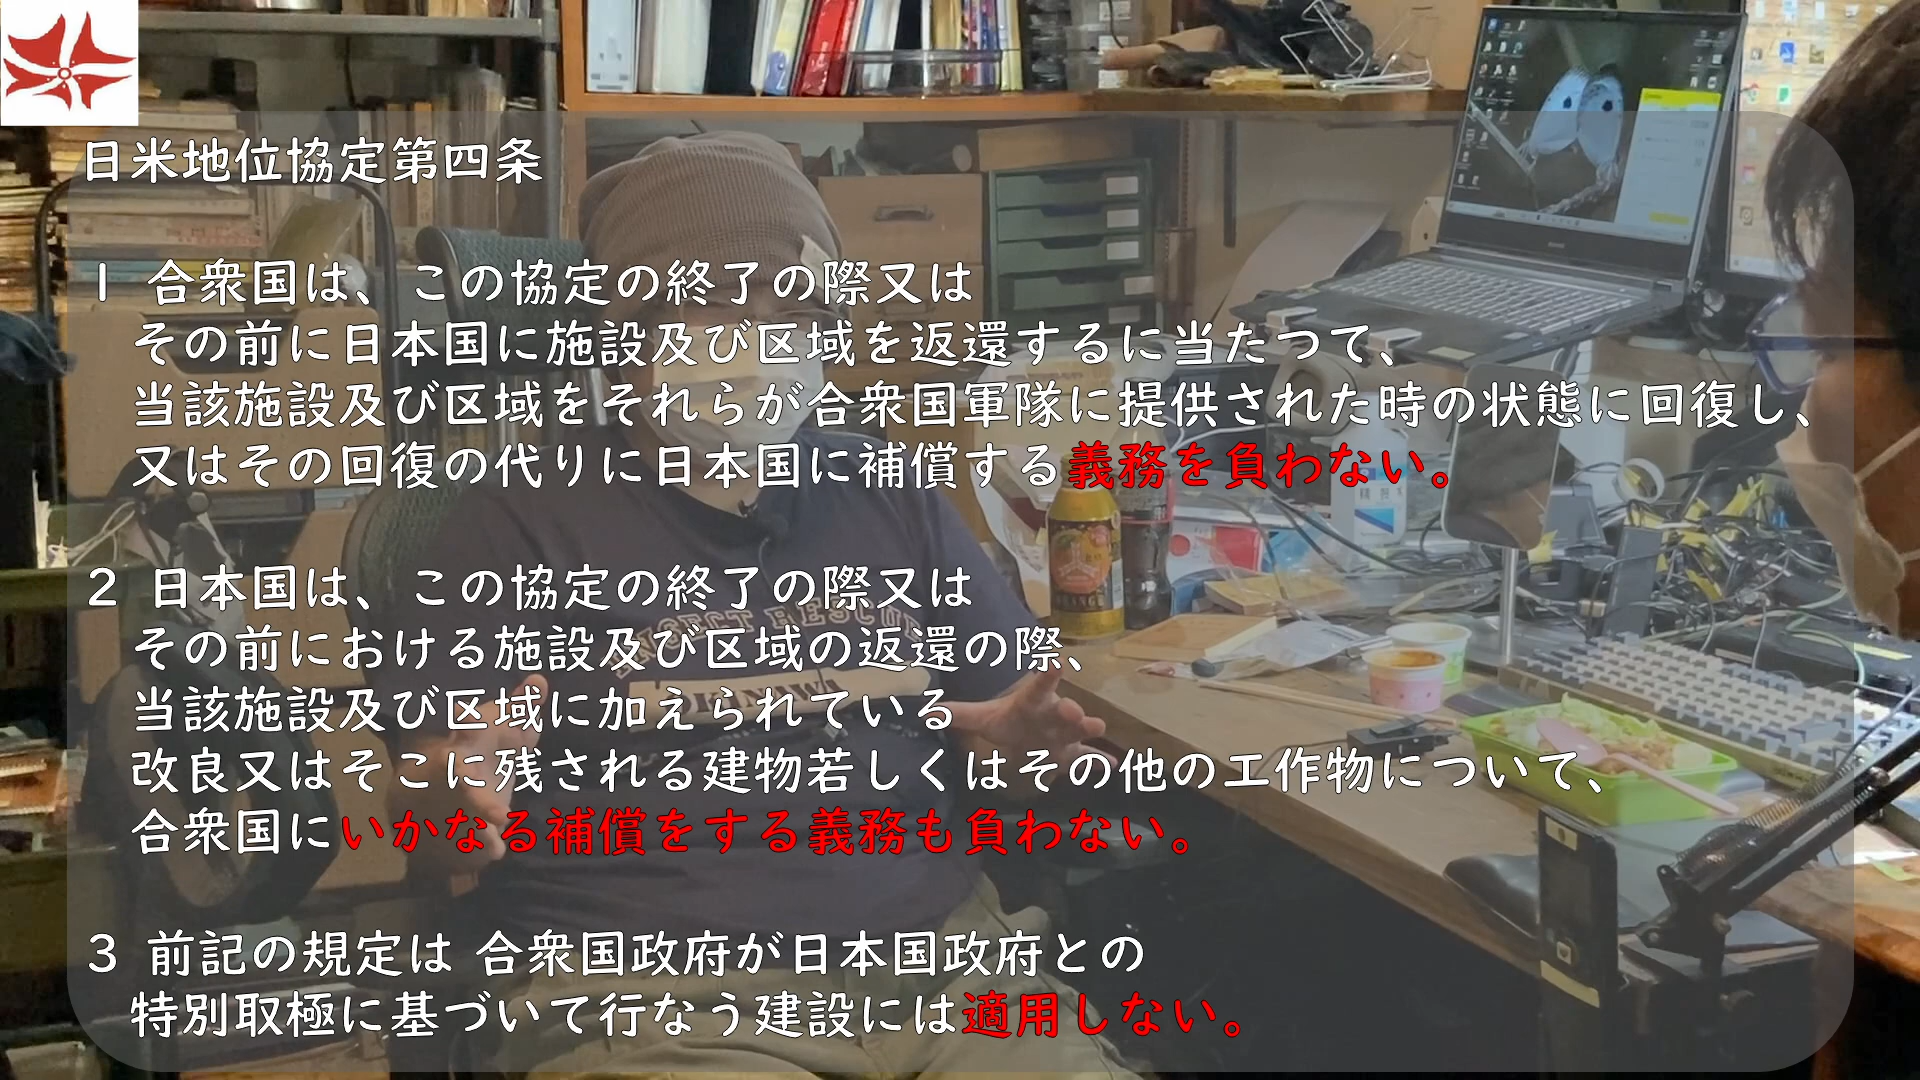 日米地位協定第四条
1 合衆国は、この協定の終了の際又は
その前に日本国に施設及び区域を返還するに当たつて、
当該施設及び区域をそれらが合衆国軍隊に提供された時の状態に回復し、
又はその回復の代りに日本国に補償する義務を負わない。
2 日本国は、この協定の終了の際又は
その前における施設及び区域の返還の際、
当該施設及び区域に加えられている
改良又はそこに残される建物若しくはその他の工作物について、
合衆国にいかなる補償をする義務も負わない。
3 前記の規定は 合衆国政府が日本国政府との
特別取極に基づいて行なう建設には適用しない。
INSECT RESCUE
OKINAWA